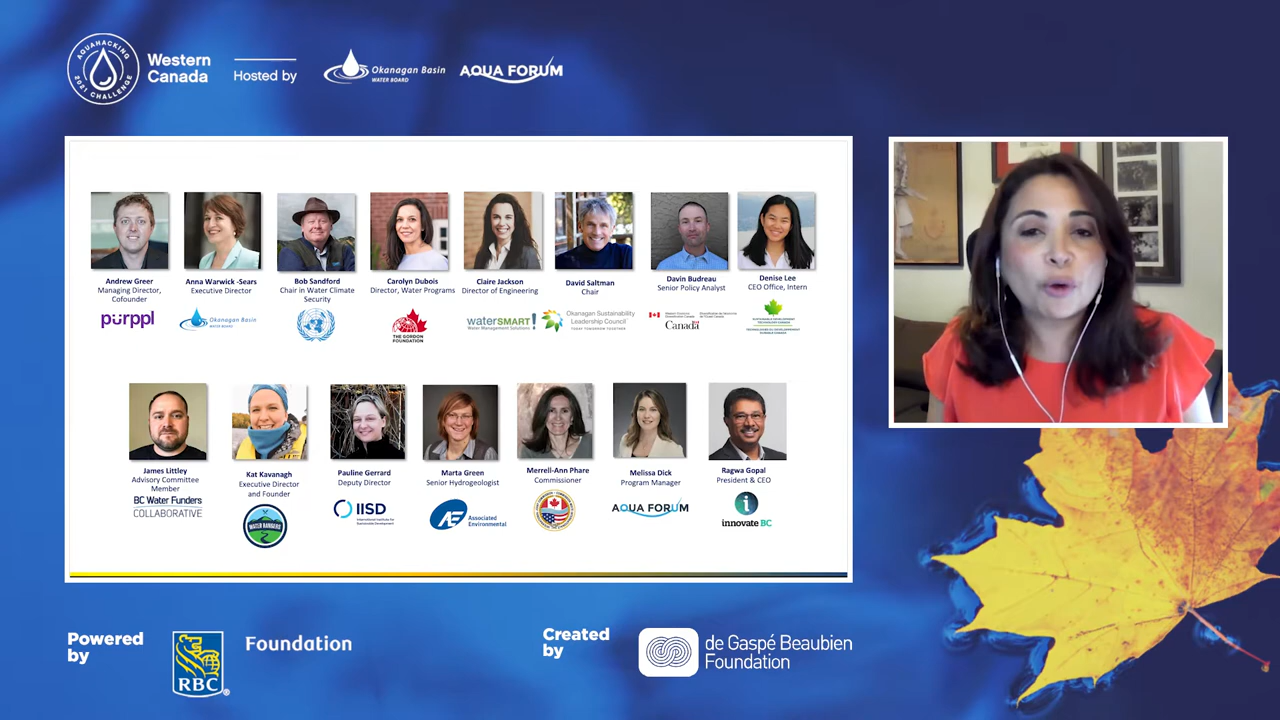 AQUAHACKING
2021 CHALLENGE
Western
Canada
Hosted by
Okanagan Basin
WATER BOARD
AQUA FORUM
Andrew Greer
Managing Director,
Cofounder
pürppl
Anna Warwick -Sears
Executive Director
Okanagan Basin
WATER BOARD
Bob Sandford
Chair in Water Climate
Security
Carolyn Dubois
Director, Water Programs
THE GORDON
FOUNDATION
Claire Jackson
Director of Engineering
waterSMART!
Water Management Solutions
David Saltman
Chair
Okanagan Sustainability
Leadership Council
Davin Budreau
Senior Policy Analyst
Canada
Denise Lee
CEO Office, Intern
James Littley
Advisory Committee
Member
BC Water Funders
COLLABORATIVE
Kat Kavanagh
Executive Director
and Founder
WATER RANGERS
Pauline Gerrard
Deputy Director
IISD
International Institute for
Sustainable Development
Marta Green
Senior Hydrogeologist
AE
Associated
Environmental
Merrell-Ann Phare
Commissioner
Melissa Dick
Program Manager
AQUA FORUM
Ragwa Gopal
President & CEO
innovate BC
Powered
by
RBC
®
Foundation
Created
by
de Gaspé Beaubien
Foundation